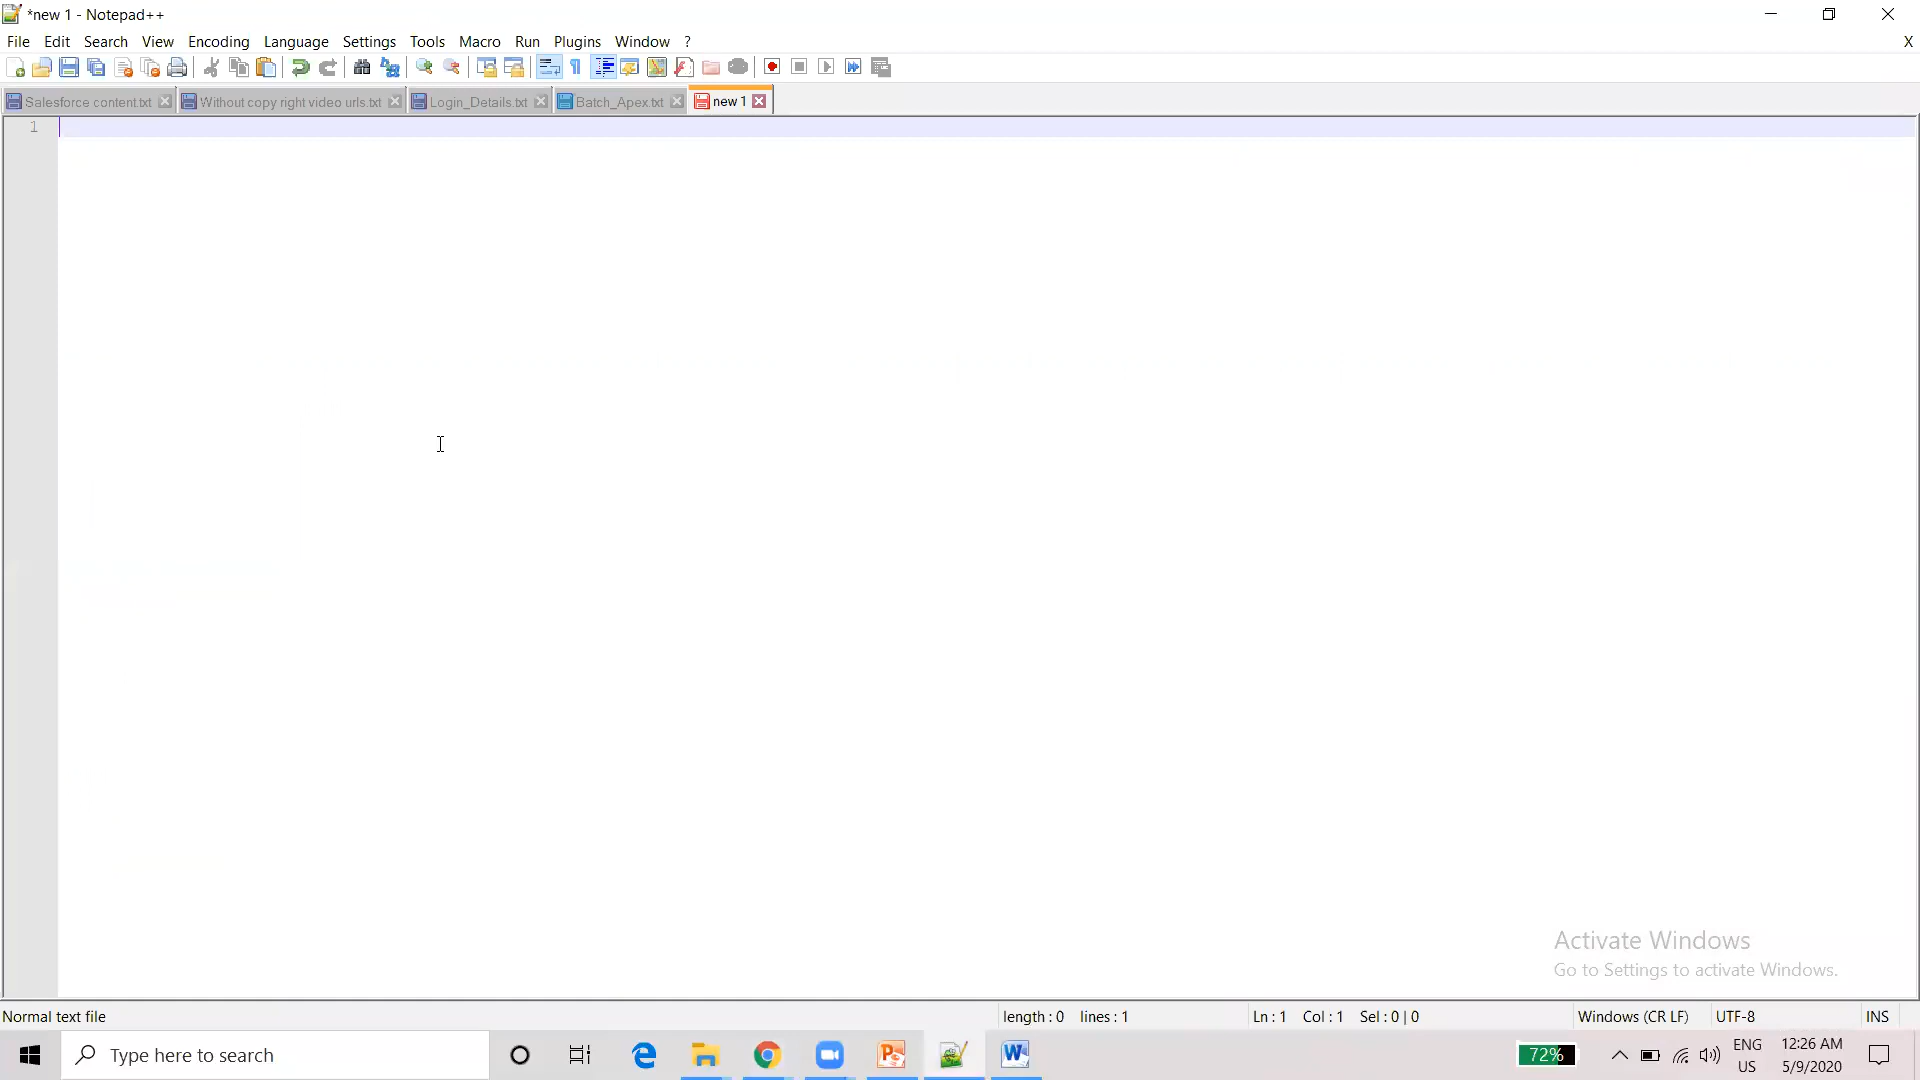 *new 1 - Notepad++
File Edit Search View Encoding Language Settings Tools Macro Run Plugins Window ? X
Salesforce content.txt Without copy right video urls.txt Login_Details.txt Batch_Apex.txt new 1
1
Activate Windows
Go to Settings to activate Windows.
Normal text file length : 0 lines : 1 Ln : 1 Col : 1 Sel : 0 | 0 Windows (CR LF) UTF-8 INS
Type here to search 72% ENG 12:26 AM
US 5/9/2020